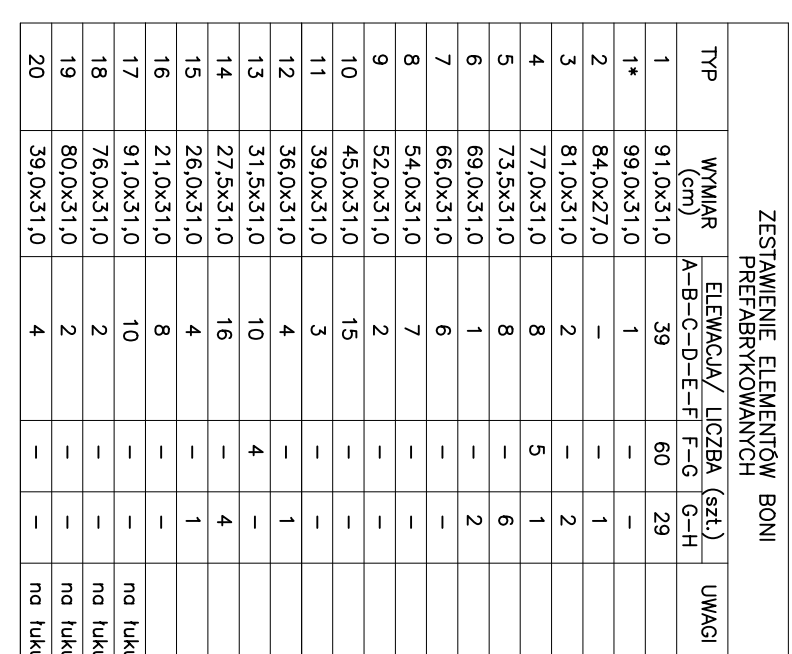 ZESTAWIENIE ELEMENTÓW BONI
PREFABRYKOWANYCH
TYP WYMIAR (cm) ELEWACJA/ LICZBA (szt.) UWAGI
A–B–C–D–E–F F–G G–H
1 91,0x31,0 39 60 29
1* 99,0x31,0 1 – –
2 84,0x27,0 – – 1
3 81,0x31,0 2 – 2
4 77,0x31,0 8 5 1
5 73,5x31,0 8 – 6
6 69,0x31,0 1 – 2
7 66,0x31,0 6 – –
8 54,0x31,0 7 – –
9 52,0x31,0 2 – –
10 45,0x31,0 15 – –
11 39,0x31,0 3 – –
12 36,0x31,0 4 – 1
13 31,5x31,0 10 4 –
14 27,5x31,0 16 – 4
15 26,0x31,0 4 – 1
16 21,0x31,0 8 – –
17 91,0x31,0 10 – – na łuku
18 76,0x31,0 2 – – na łuku
19 80,0x31,0 2 – – na łuku
20 39,0x31,0 4 – – na łuku